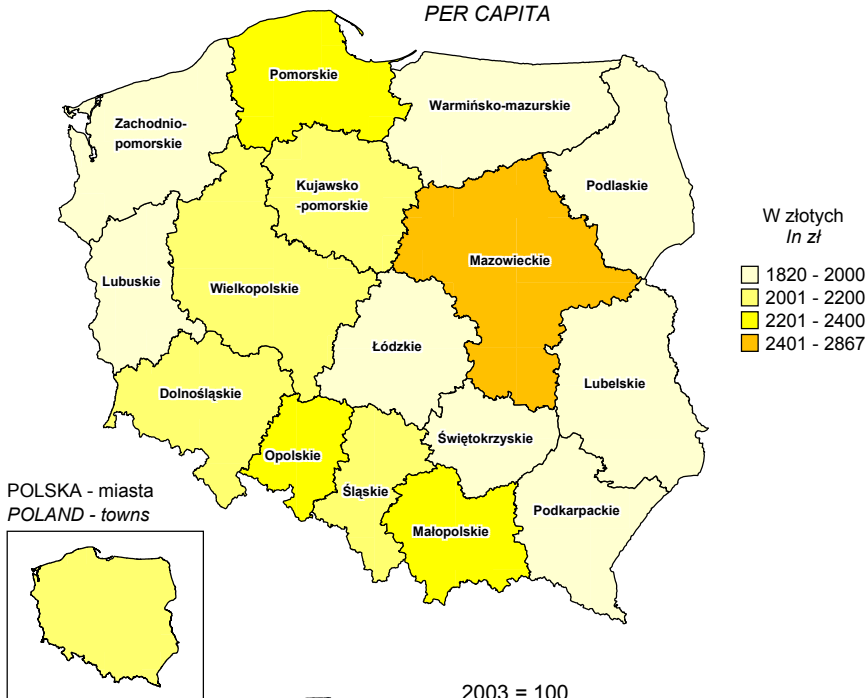 PER CAPITA
Pomorskie
Warmińsko-mazurskie
Zachodnio-
pomorskie
Podlaskie
Kujawsko
-pomorskie
Mazowieckie
Lubuskie
Wielkopolskie
Łódzkie
Lubelskie
Dolnośląskie
Świętokrzyskie
Opolskie
Śląskie
Podkarpackie
Małopolskie
W złotych
In zł
1820 - 2000
2001 - 2200
2201 - 2400
2401 - 2867
POLSKA - miasta
POLAND - towns
2003 = 100